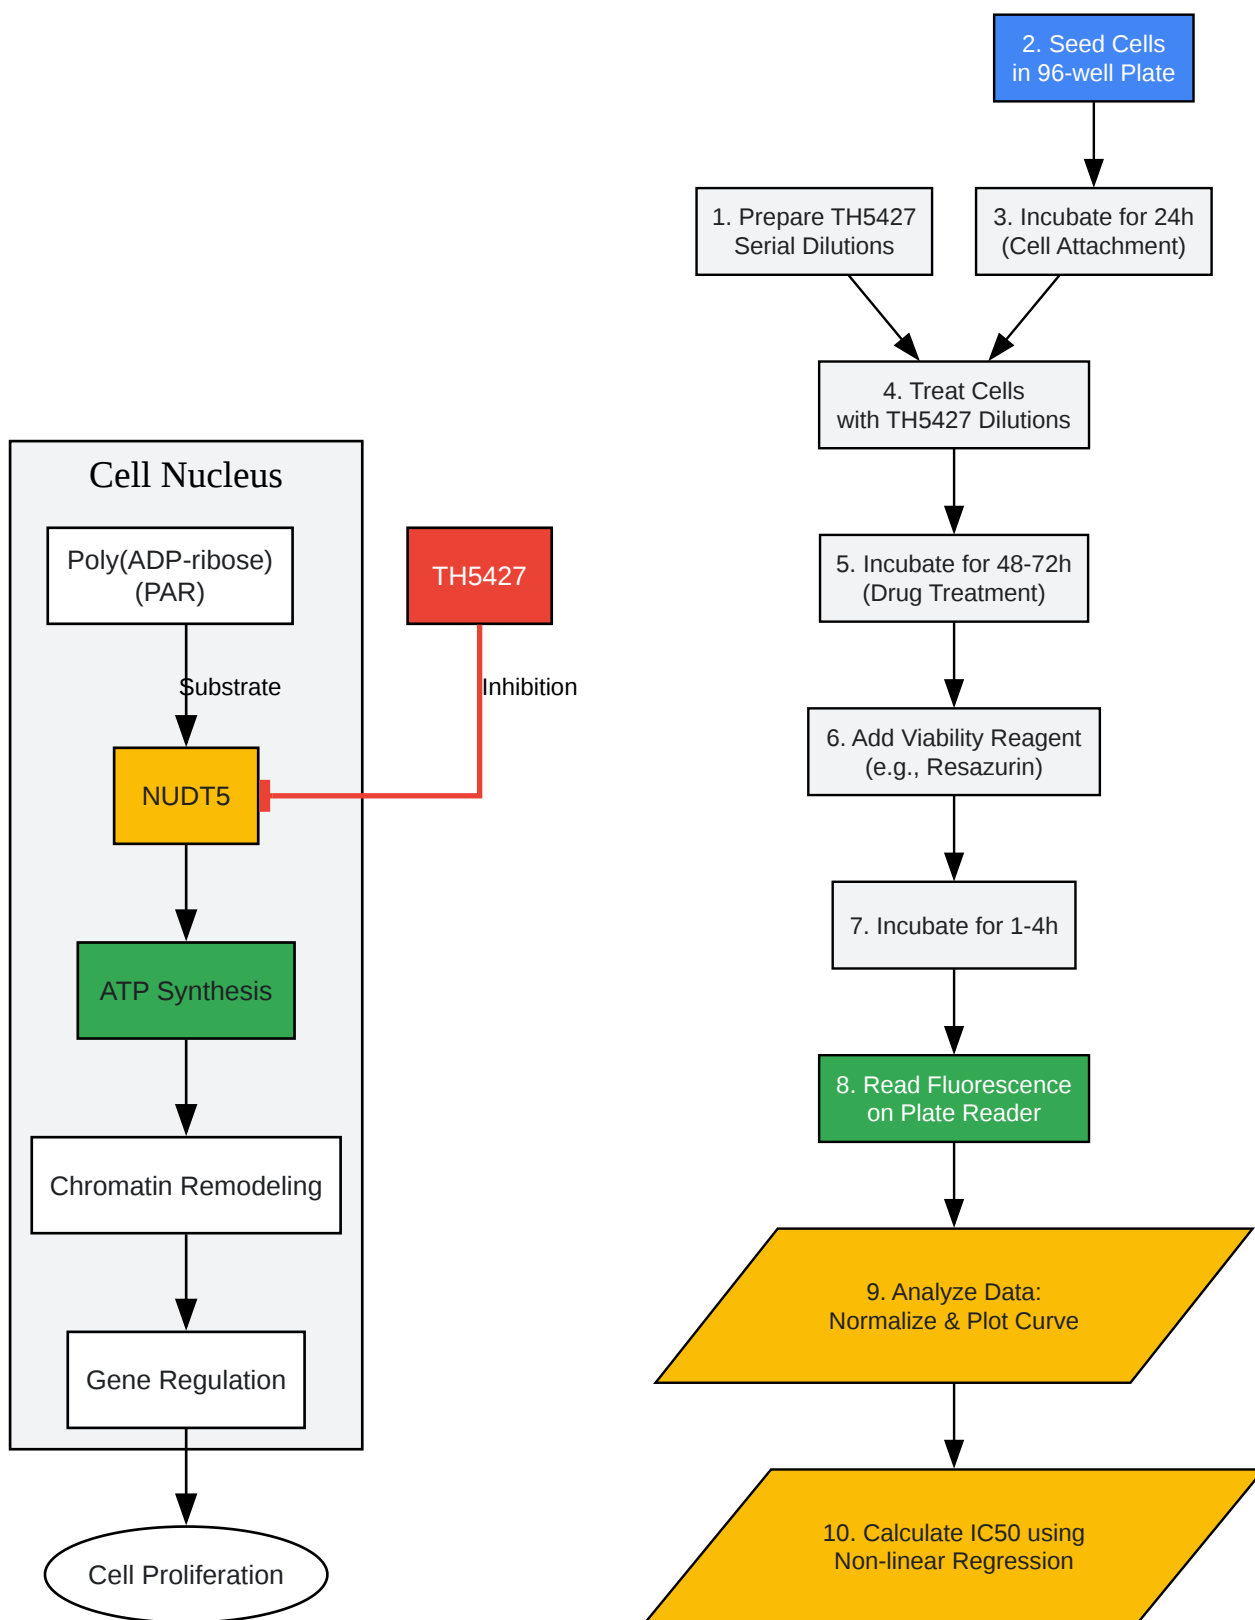 Cell Nucleus
Poly(ADP-ribose)
(PAR)
TH5427
Substrate
Inhibition
NUDT5
ATP Synthesis
Chromatin Remodeling
Gene Regulation
Cell Proliferation
2. Seed Cells
in 96-well Plate
1. Prepare TH5427
Serial Dilutions
3. Incubate for 24h
(Cell Attachment)
4. Treat Cells
with TH5427 Dilutions
5. Incubate for 48-72h
(Drug Treatment)
6. Add Viability Reagent
(e.g., Resazurin)
7. Incubate for 1-4h
8. Read Fluorescence
on Plate Reader
9. Analyze Data:
Normalize & Plot Curve
10. Calculate IC50 using
Non-linear Regression